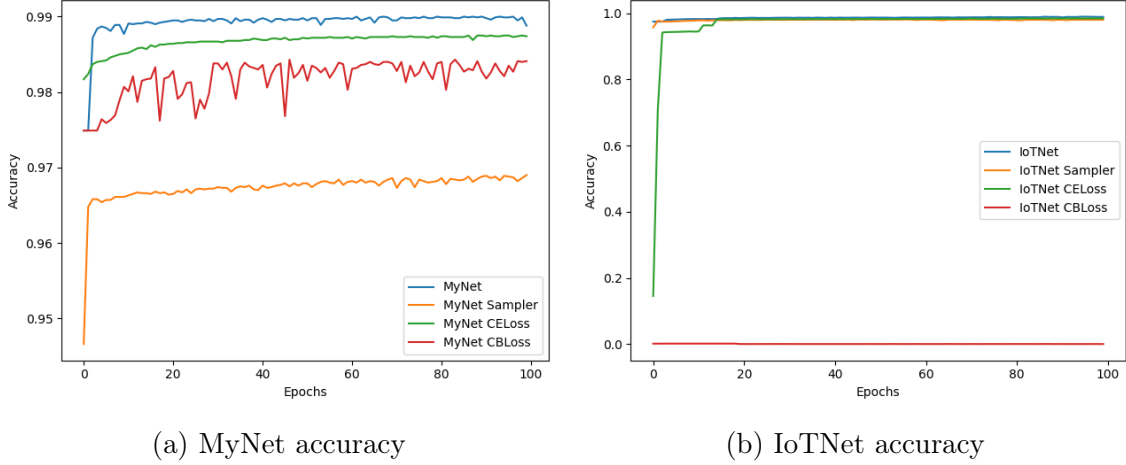 0.99
0.98
0.97
0.96
0.95
Accuracy
0 20 40 60 80 100
Epochs
MyNet
MyNet Sampler
MyNet CELoss
MyNet CBLoss
(a) MyNet accuracy
1.0
0.8
0.6
0.4
0.2
0.0
Accuracy
0 20 40 60 80 100
Epochs
IoTNet
IoTNet Sampler
IoTNet CELoss
IoTNet CBLoss
(b) IoTNet accuracy